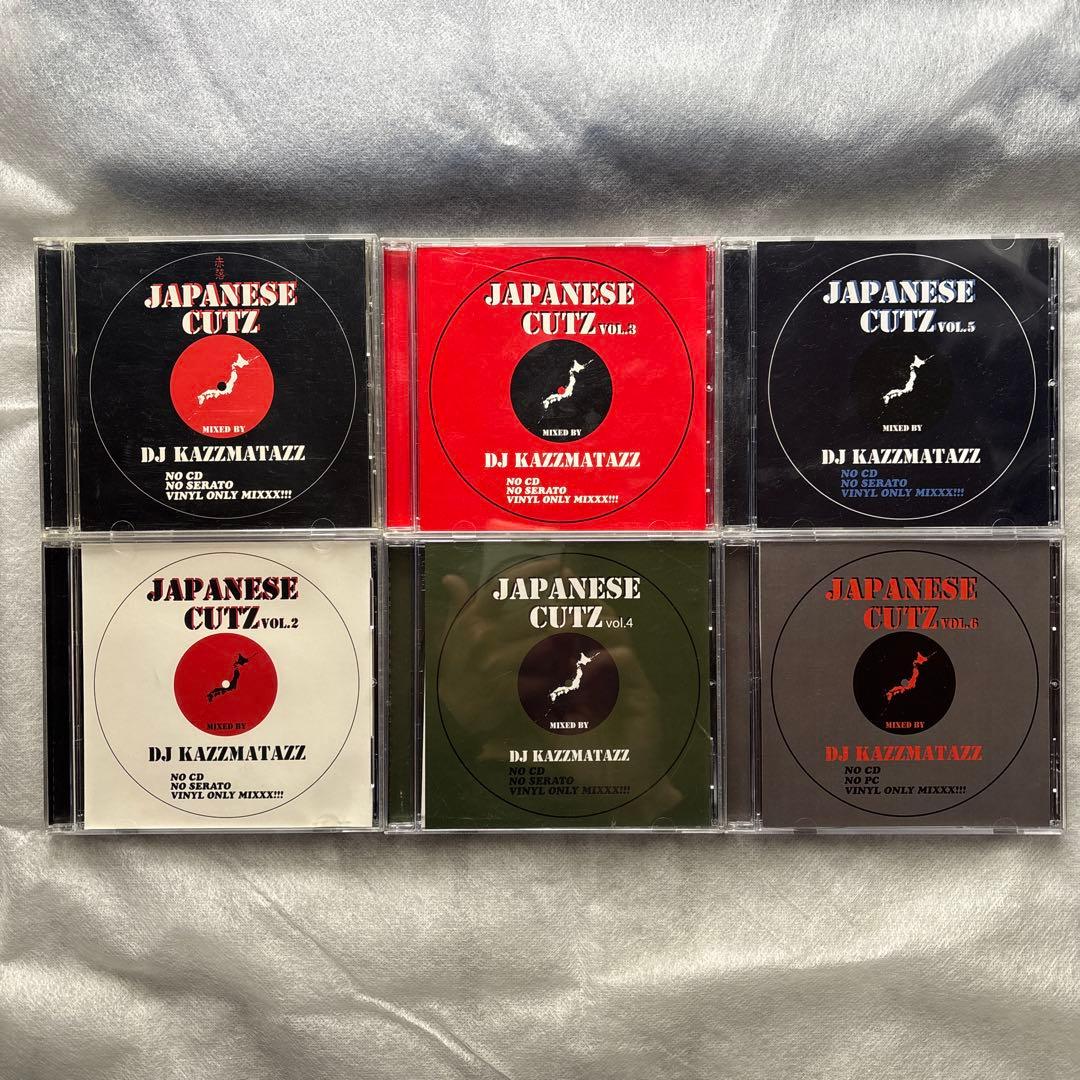 赤落
JAPANESE
CUTZ
MIXED BY
DJ KAZZMATAZZ
NO CD
NO SERATO
VINYL ONLY MIXXX!!!
JAPANESE
CUTZ VOL.3
MIXED BY
DJ KAZZMATAZZ
NO CD
NO SERATO
VINYL ONLY MIXXX!!!
JAPANESE
CUTZ VOL.5
MIXED BY
DJ KAZZMATAZZ
NO CD
NO SERATO
VINYL ONLY MIXXX!!!
JAPANESE
CUTZ VOL.2
MIXED BY
DJ KAZZMATAZZ
NO CD
NO SERATO
VINYL ONLY MIXXX!!!
JAPANESE
CUTZ vol.4
MIXED BY
DJ KAZZMATAZZ
NO CD
NO SERATO
VINYL ONLY MIXXX!!!
JAPANESE
CUTZ VOL.6
MIXED BY
DJ KAZZMATAZZ
NO CD
NO PC
VINYL ONLY MIXXX!!!